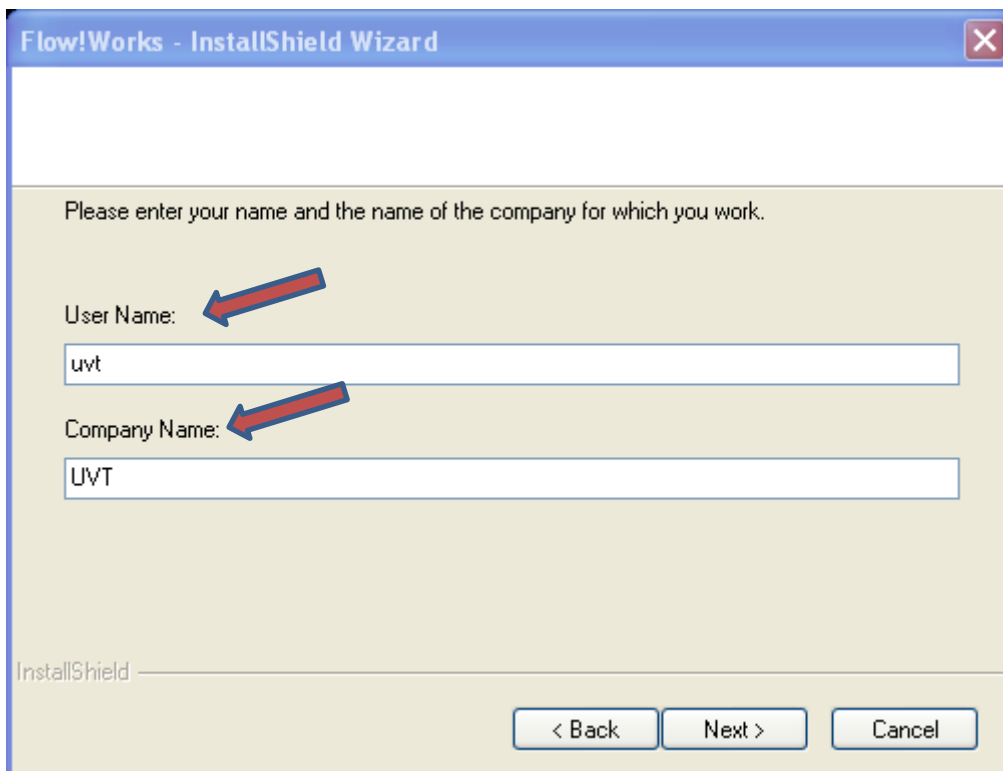 Flow!Works - InstallShield Wizard
Please enter your name and the name of the company for which you work.
User Name:
uvt
Company Name:
UVT
InstallShield
< Back Next > Cancel